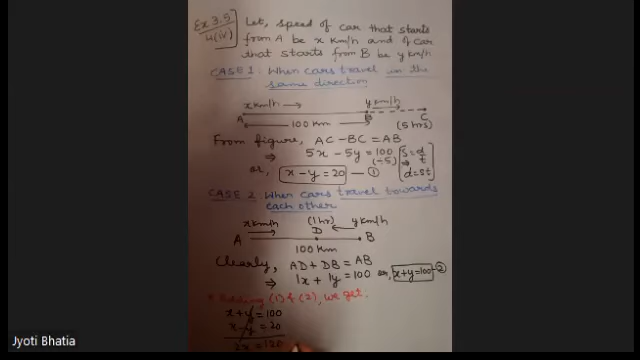 Ex 3.5
4(iv)
Let, speed of car that starts
from A be x km/h and of car
that starts from B be y km/h
CASE 1: When cars travel in the
same direction
x km/h → y km/h →
A B C
100 km (5 hrs)
From figure, AC - BC = AB
⇒ 5x - 5y = 100
(÷5)
or, x - y = 20 — ①
S = d/t
⇒ d = St
CASE 2: When cars travel towards
each other
x km/h → (1 hr) ← y km/h
A D B
100 km
Clearly, AD + DB = AB
⇒ 1x + 1y = 100 or, x + y = 100 - ②
* Adding (1) & (2), we get.
x + y = 100
x - y = 20
2x = 120
Jyoti Bhatia